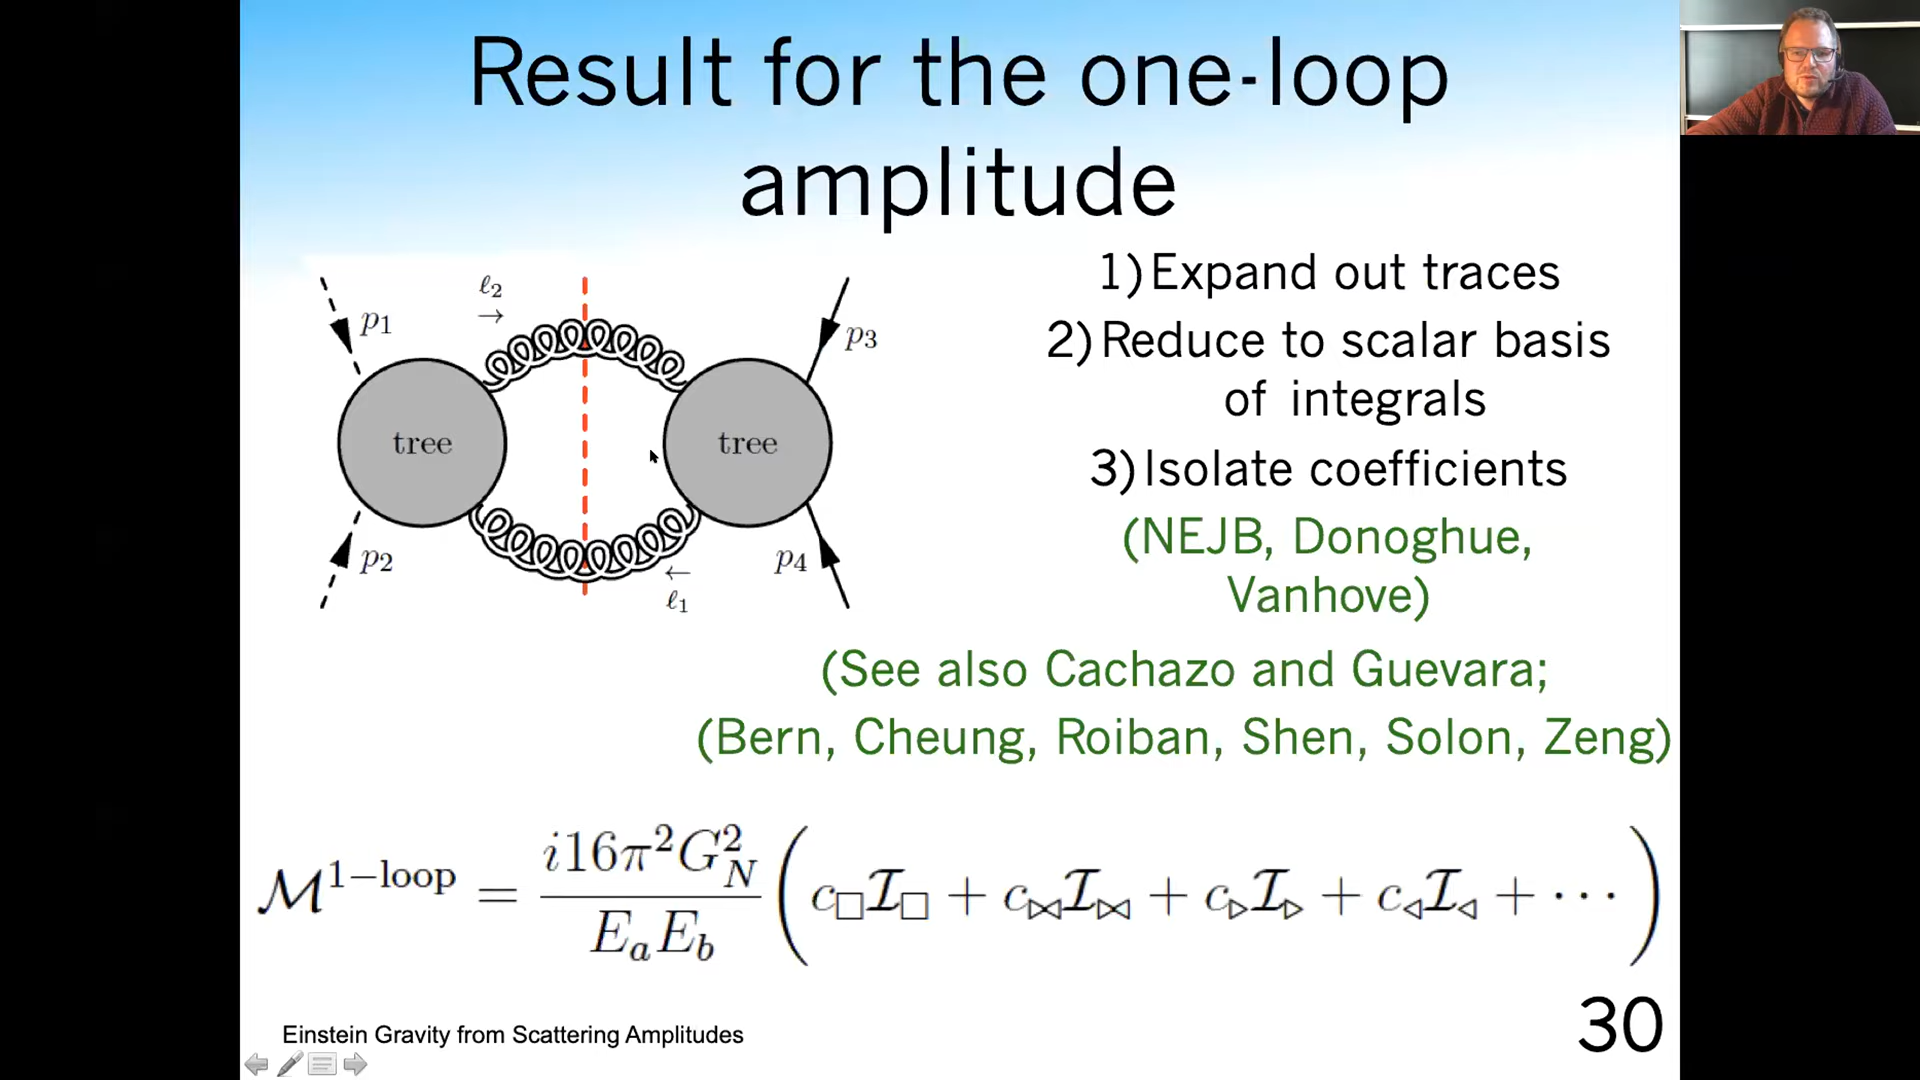 Result for the one-loop
amplitude
ℓ₂
→
p₁
p₃
tree
tree
p₂
p₄
←
ℓ₁
1) Expand out traces
2) Reduce to scalar basis
of integrals
3) Isolate coefficients
(NEJB, Donoghue,
Vanhove)
(See also Cachazo and Guevara;
(Bern, Cheung, Roiban, Shen, Solon, Zeng)
ℳ^{1−loop} = \frac{i16π²G_N²}{E_a E_b} ( c_□ ℐ_□ + c_⋈ ℐ_⋈ + c_▷ ℐ_▷ + c_◁ ℐ_◁ + ⋯ )
Einstein Gravity from Scattering Amplitudes
30